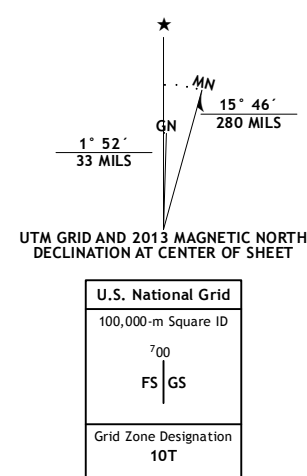 ★
MN
GN
15° 46´
280 MILS
1° 52´
33 MILS
UTM GRID AND 2013 MAGNETIC NORTH
DECLINATION AT CENTER OF SHEET
U.S. National Grid
100,000-m Square ID
⁷00
FS GS
Grid Zone Designation
10T